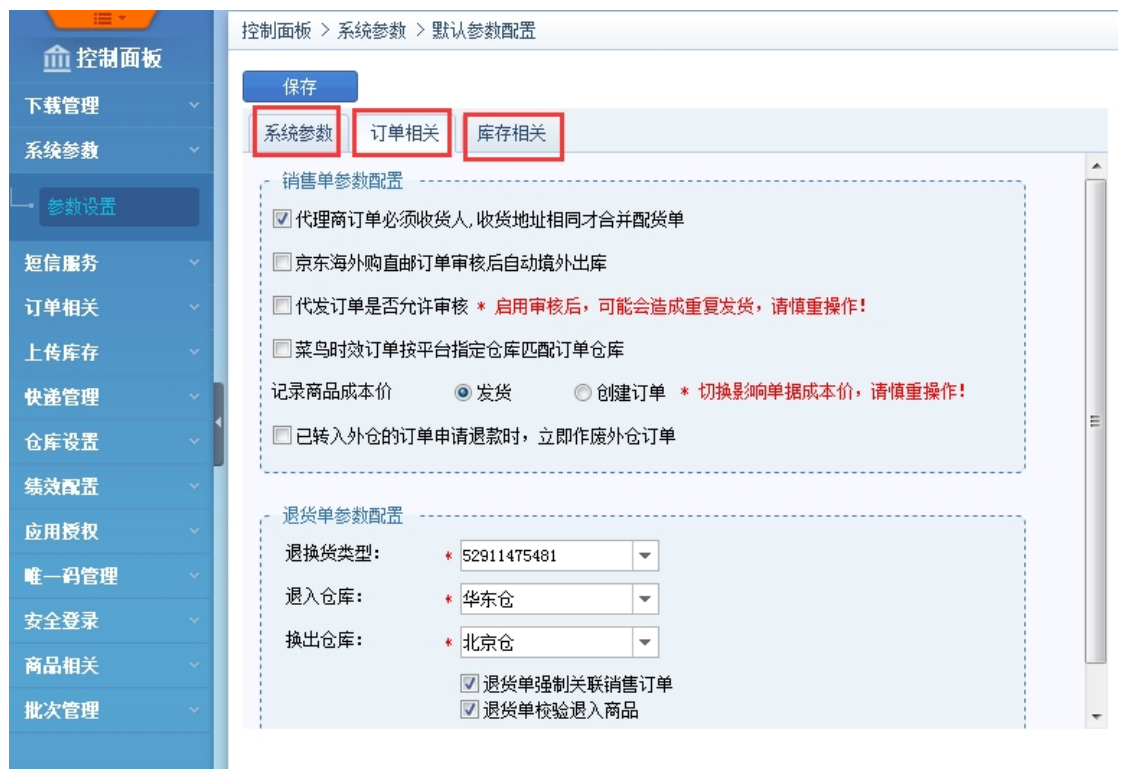 控制面板
下载管理
系统参数
参数设置
短信服务
订单相关
上传库存
快递管理
仓库设置
绩效配置
应用授权
唯一码管理
安全登录
商品相关
批次管理
控制面板 > 系统参数 > 默认参数配置
保存
系统参数 订单相关 库存相关
销售单参数配置
代理商订单必须收货人,收货地址相同才合并配货单
京东海外购直邮订单审核后自动境外出库
代发订单是否允许审核 * 启用审核后，可能会造成重复发货，请慎重操作！
菜鸟时效订单按平台指定仓库匹配订单仓库
记录商品成本价 发货 创建订单 * 切换影响单据成本价，请慎重操作！
已转入外仓的订单申请退款时，立即作废外仓订单
退货单参数配置
退换货类型： * 52911475481
退入仓库： * 华东仓
换出仓库： * 北京仓
退货单强制关联销售订单
退货单校验退入商品